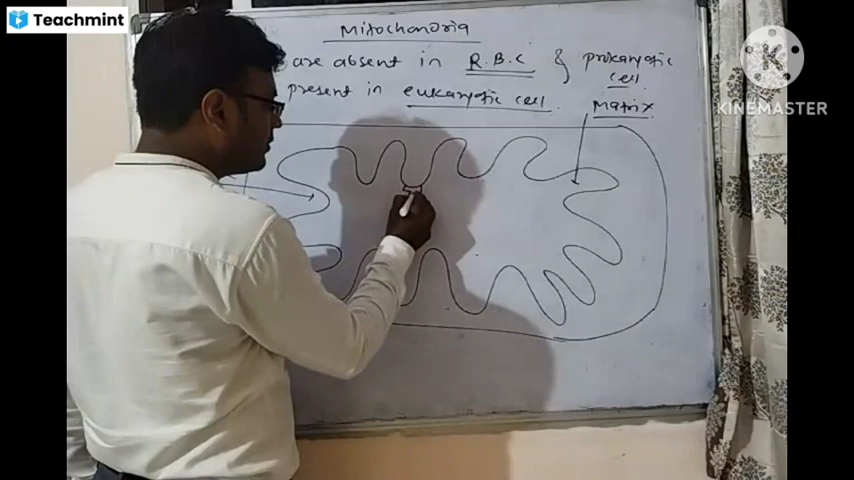 Teachmint
Mitochondria
are absent in R.B.C & prokaryotic
cell
present in eukaryotic cell.
Matrix
K
KINEMASTER